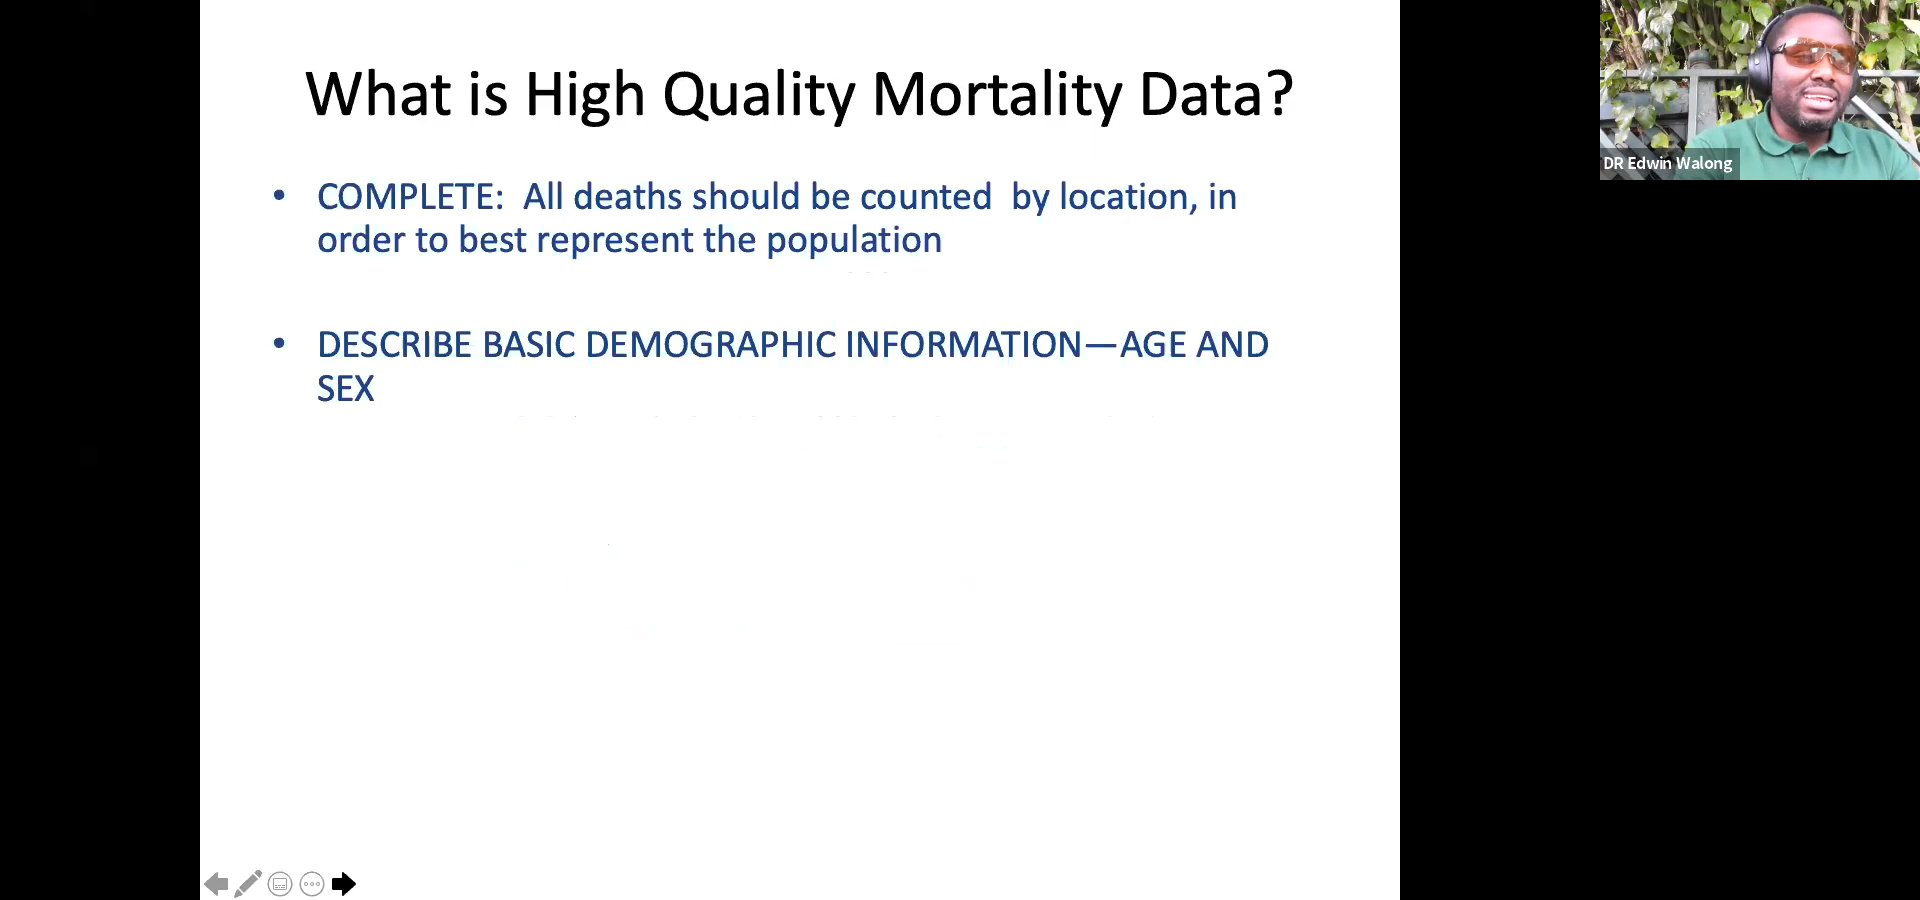 What is High Quality Mortality Data?
• COMPLETE: All deaths should be counted by location, in
order to best represent the population
• DESCRIBE BASIC DEMOGRAPHIC INFORMATION—AGE AND
SEX
DR Edwin Walong